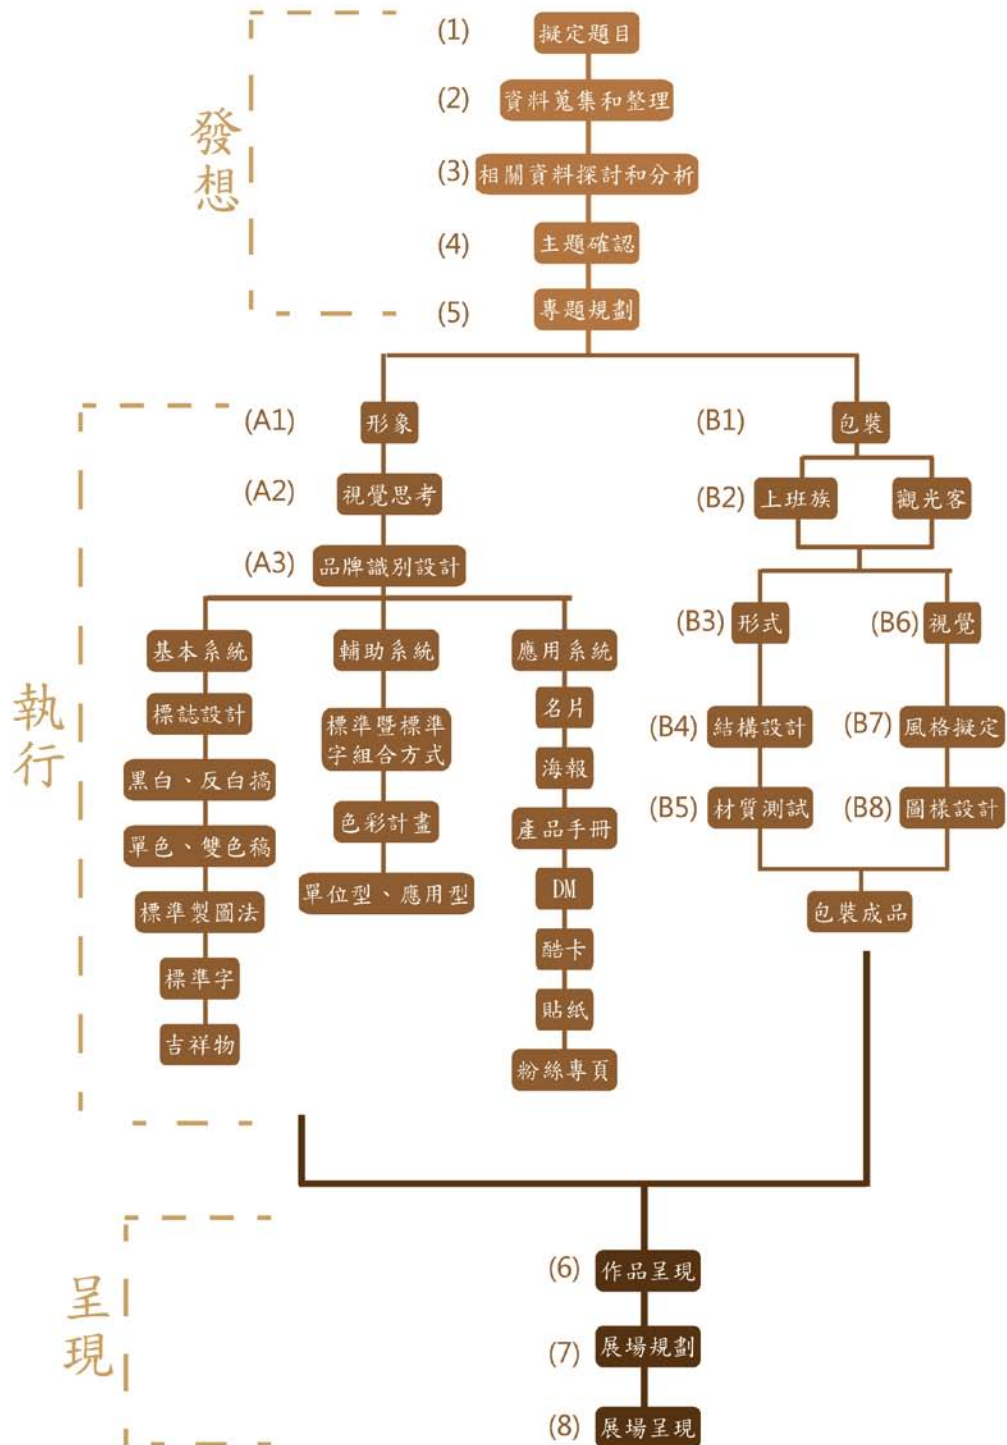 發想
(1) 擬定題目
(2) 資料蒐集和整理
(3) 相關資料探討和分析
(4) 主題確認
(5) 專題規劃
執行
(A1) 形象
(A2) 視覺思考
(A3) 品牌識別設計
基本系統
標誌設計
黑白、反白搞
單色、雙色稿
標準製圖法
標準字
吉祥物
輔助系統
標準暨標準
字組合方式
色彩計畫
單位型、應用型
應用系統
名片
海報
產品手冊
DM
酷卡
貼紙
粉絲專頁
(B1) 包裝
(B2) 上班族 觀光客
(B3) 形式
(B4) 結構設計
(B5) 材質測試
(B6) 視覺
(B7) 風格擬定
(B8) 圖樣設計
包裝成品
呈現
(6) 作品呈現
(7) 展場規劃
(8) 展場呈現